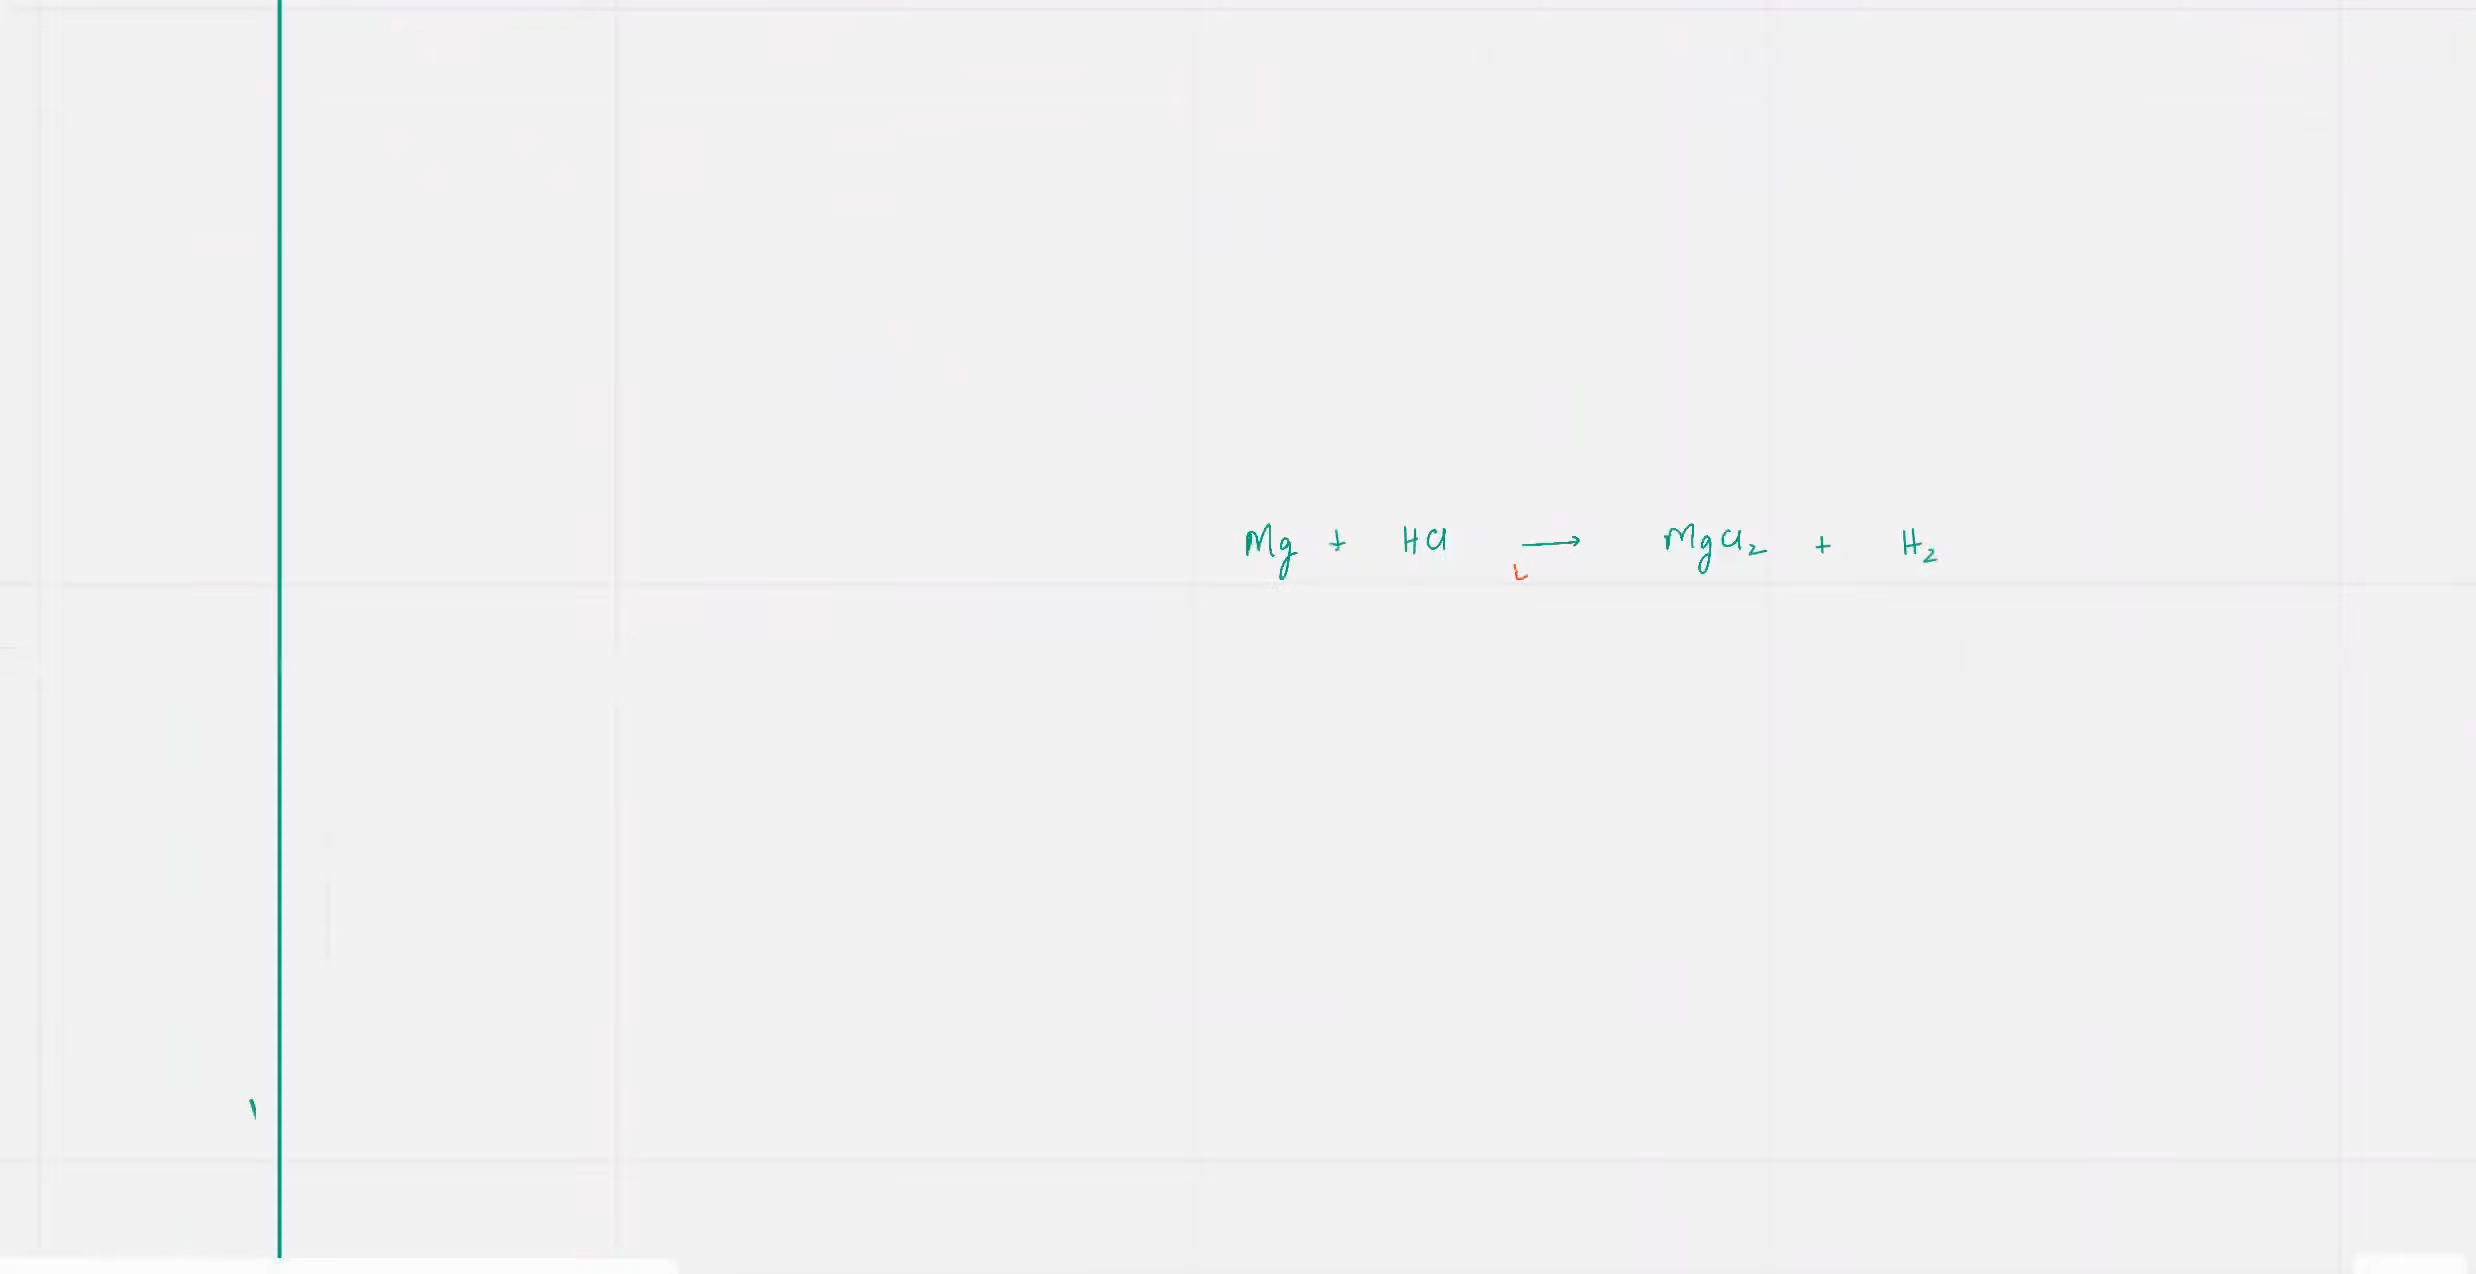 Mg + HCl → MgCl₂ + H₂